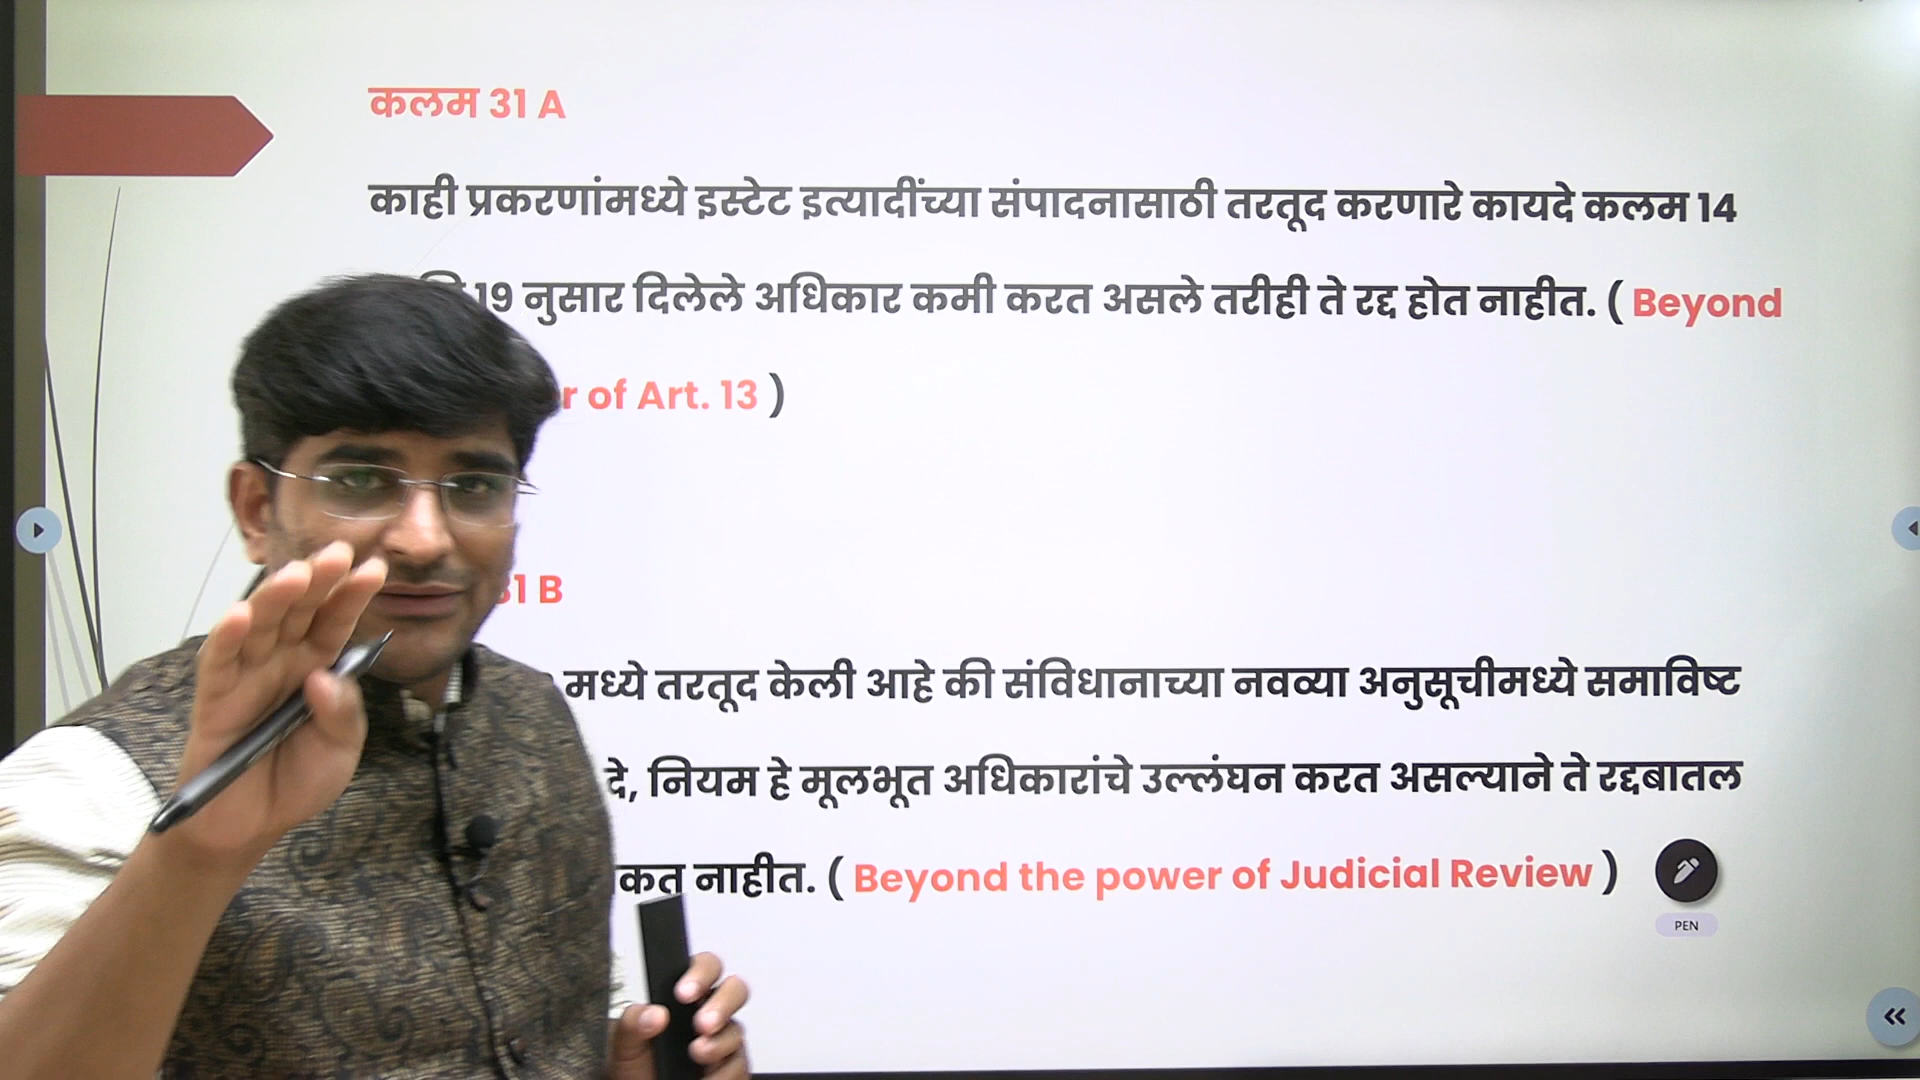 कलम 31 A
काही प्रकरणांमध्ये इस्टेट इत्यादींच्या संपादनासाठी तरतूद करणारे कायदे कलम 14
19 नुसार दिलेले अधिकार कमी करत असले तरीही ते रद्द होत नाहीत. ( Beyond
of Art. 13 )
31 B
मध्ये तरतूद केली आहे की संविधानाच्या नवव्या अनुसूचीमध्ये समाविष्ट
नियम हे मूलभूत अधिकारांचे उल्लंघन करत असल्याने ते रद्दबातल
नाहीत. ( Beyond the power of Judicial Review )
PEN